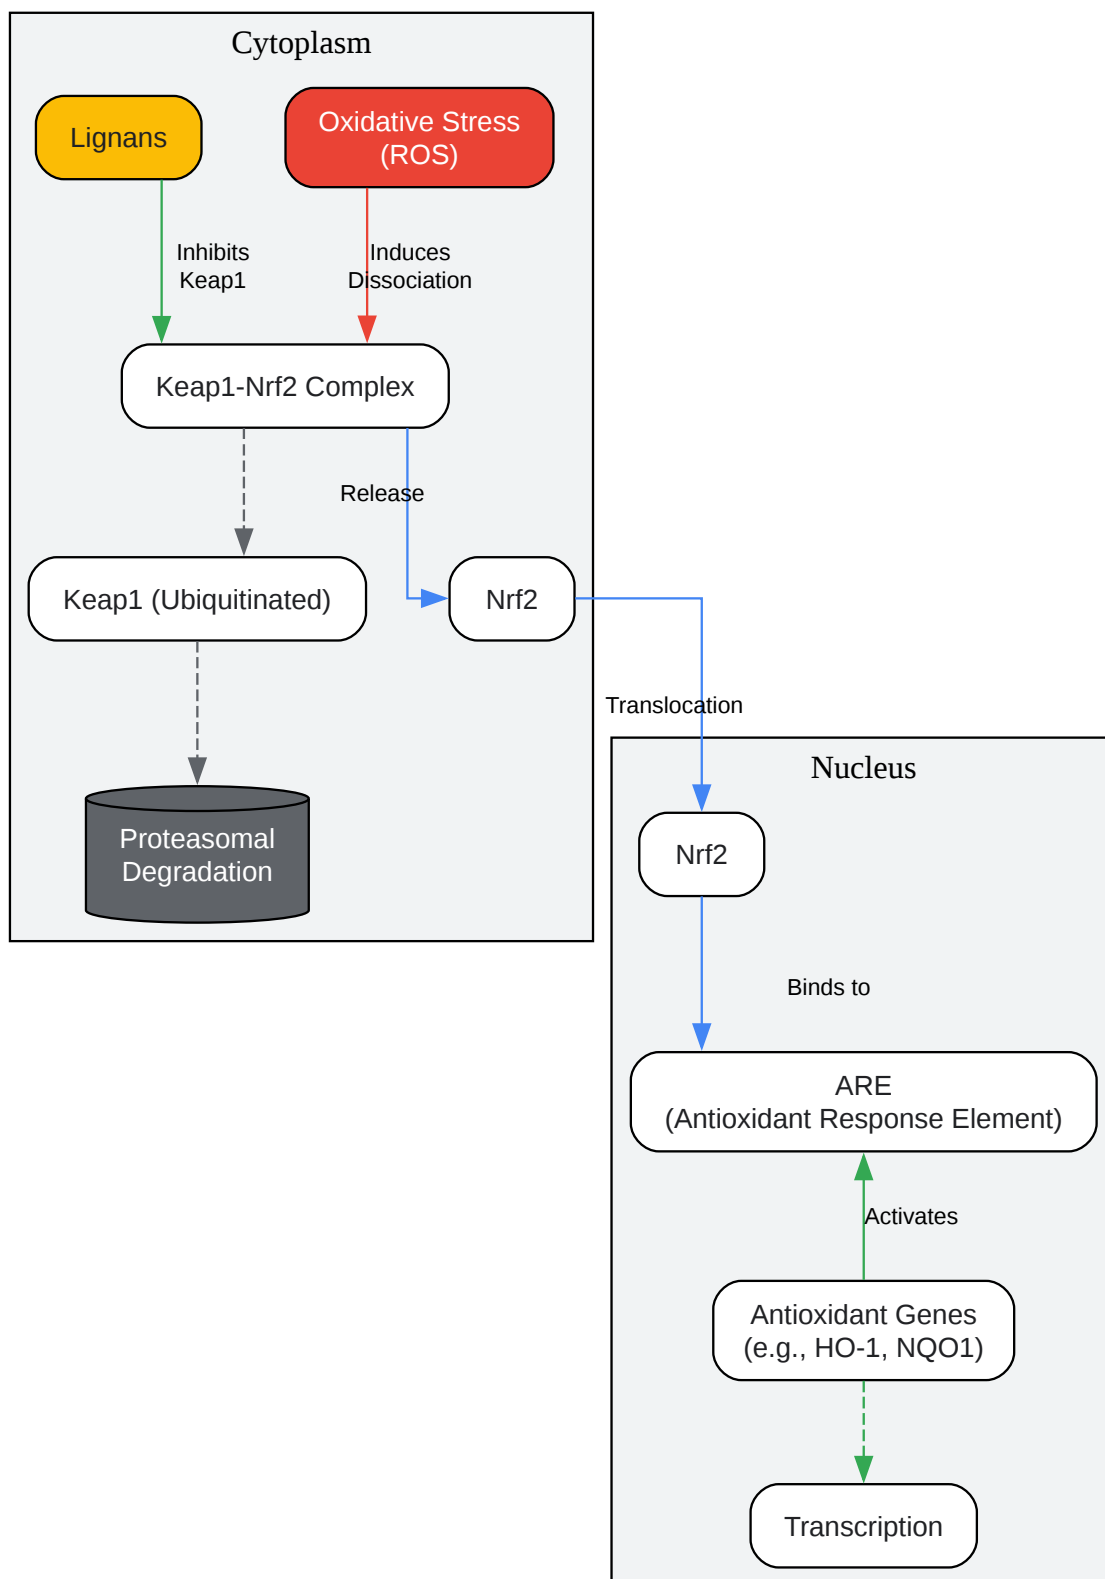 Cytoplasm
Lignans
Oxidative Stress
(ROS)
Inhibits
Keap1
Induces
Dissociation
Keap1-Nrf2 Complex
Release
Keap1 (Ubiquitinated)
Nrf2
Translocation
Proteasomal
Degradation
Nucleus
Nrf2
Binds to
ARE
(Antioxidant Response Element)
Activates
Antioxidant Genes
(e.g., HO-1, NQO1)
Transcription